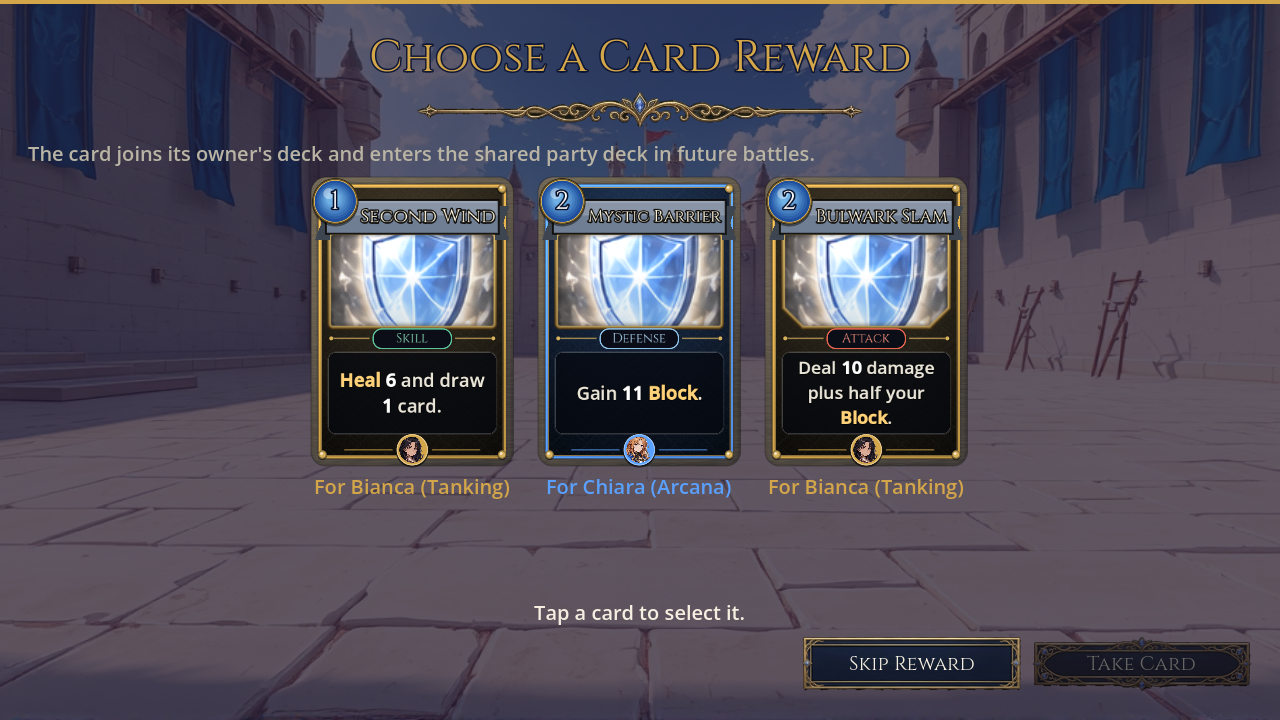 Choose a Card Reward
The card joins its owner's deck and enters the shared party deck in future battles.
1
Second Wind
Skill
Heal 6 and draw
1 card.
For Bianca (Tanking)
2
Mystic Barrier
Defense
Gain 11 Block.
For Chiara (Arcana)
2
Bulwark Slam
Attack
Deal 10 damage
plus half your
Block.
For Bianca (Tanking)
Tap a card to select it.
Skip Reward
Take Card